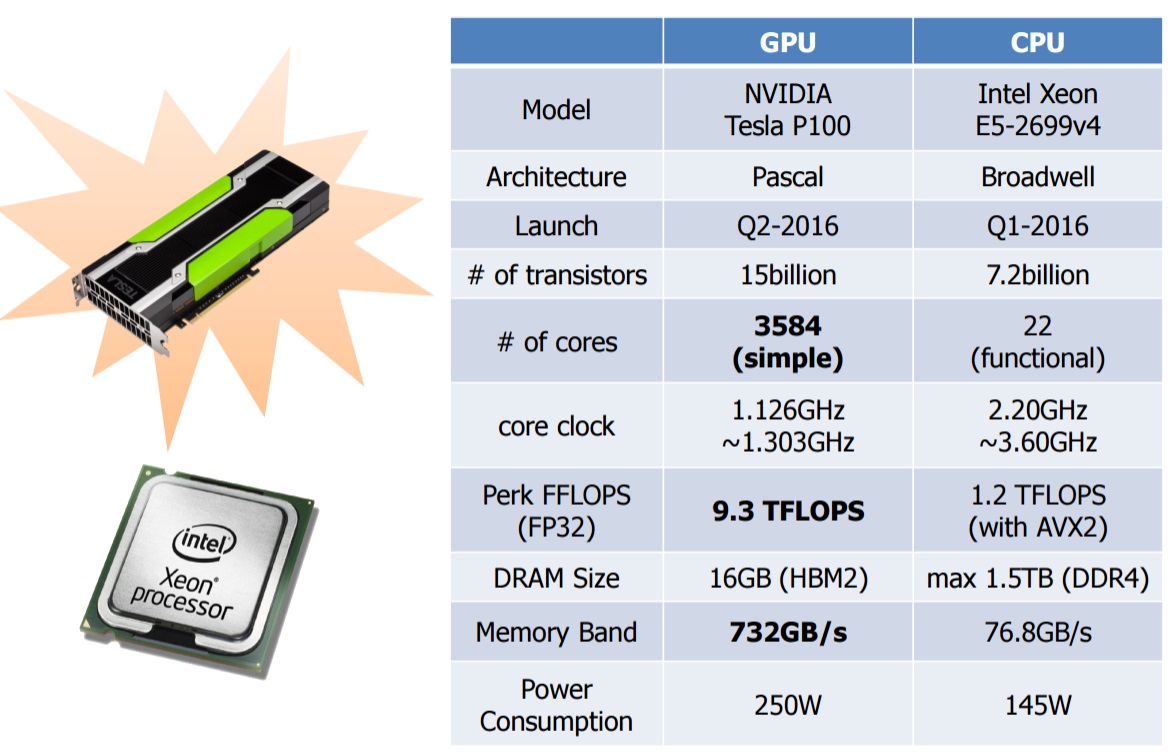 TESLA
intel
Xeon®
processor
GPU CPU
Model NVIDIA Tesla P100 Intel Xeon E5-2699v4
Architecture Pascal Broadwell
Launch Q2-2016 Q1-2016
# of transistors 15billion 7.2billion
# of cores 3584 (simple) 22 (functional)
core clock 1.126GHz ~1.303GHz 2.20GHz ~3.60GHz
Perk FFLOPS (FP32) 9.3 TFLOPS 1.2 TFLOPS (with AVX2)
DRAM Size 16GB (HBM2) max 1.5TB (DDR4)
Memory Band 732GB/s 76.8GB/s
Power Consumption 250W 145W